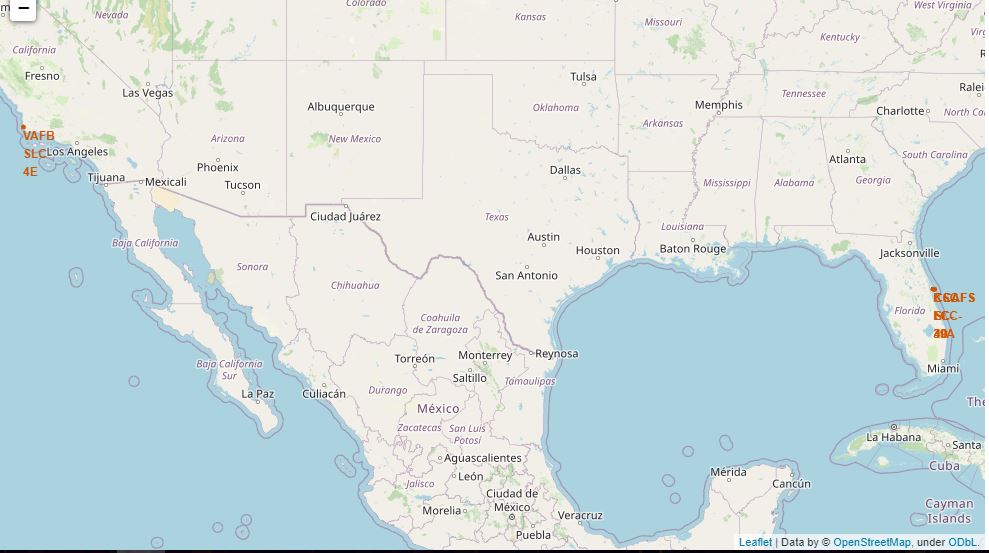 −
Nevada
Colorado
Kansas
Missouri
West Virginia
Kentucky
California
Fresno
Las Vegas
Tulsa
Albuquerque
Oklahoma
Memphis
Tennessee
Charlotte
Arizona
New Mexico
Arkansas
VAFB
SLC
4E
Los Angeles
Phoenix
Dallas
Atlanta
South Carolina
Tijuana
Mexicali
Tucson
Mississippi
Alabama
Georgia
Ciudad Juárez
Texas
Louisiana
Baja California
Austin
Houston
Baton Rouge
Jacksonville
Sonora
San Antonio
Chihuahua
Florida
Coahuila
de Zaragoza
Torreón
Monterrey
Reynosa
Baja California
Sur
Saltillo
Miami
La Paz
Culiacán
Durango
Tamaulipas
México
Zacatecas
San Luis
Potosí
La Habana
Santa
Aguascalientes
Cuba
León
Jalisco
Mérida
Cancún
Ciudad de
México
Morelia
Veracruz
Cayman
Islands
Puebla
Leaflet | Data by © OpenStreetMap, under ODbL.